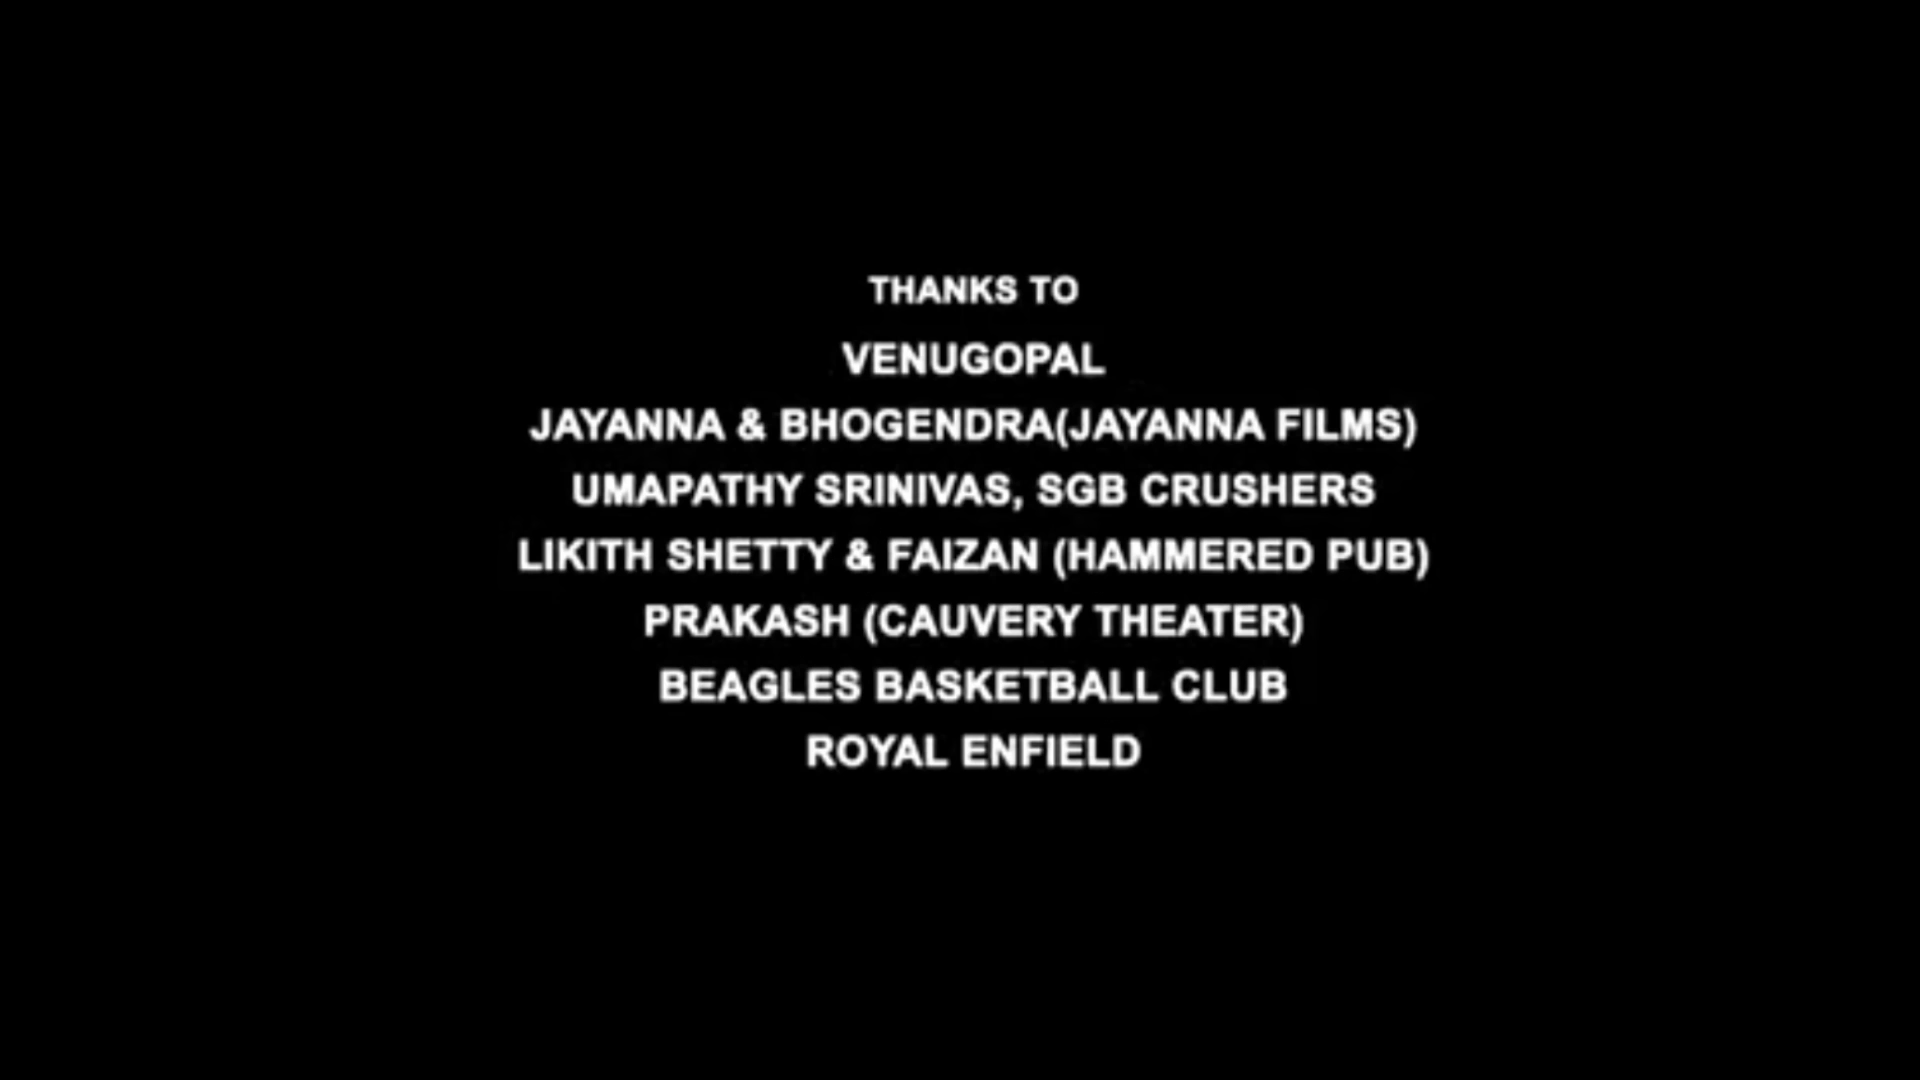 THANKS TO
VENUGOPAL
JAYANNA & BHOGENDRA(JAYANNA FILMS)
UMAPATHY SRINIVAS, SGB CRUSHERS
LIKITH SHETTY & FAIZAN (HAMMERED PUB)
PRAKASH (CAUVERY THEATER)
BEAGLES BASKETBALL CLUB
ROYAL ENFIELD